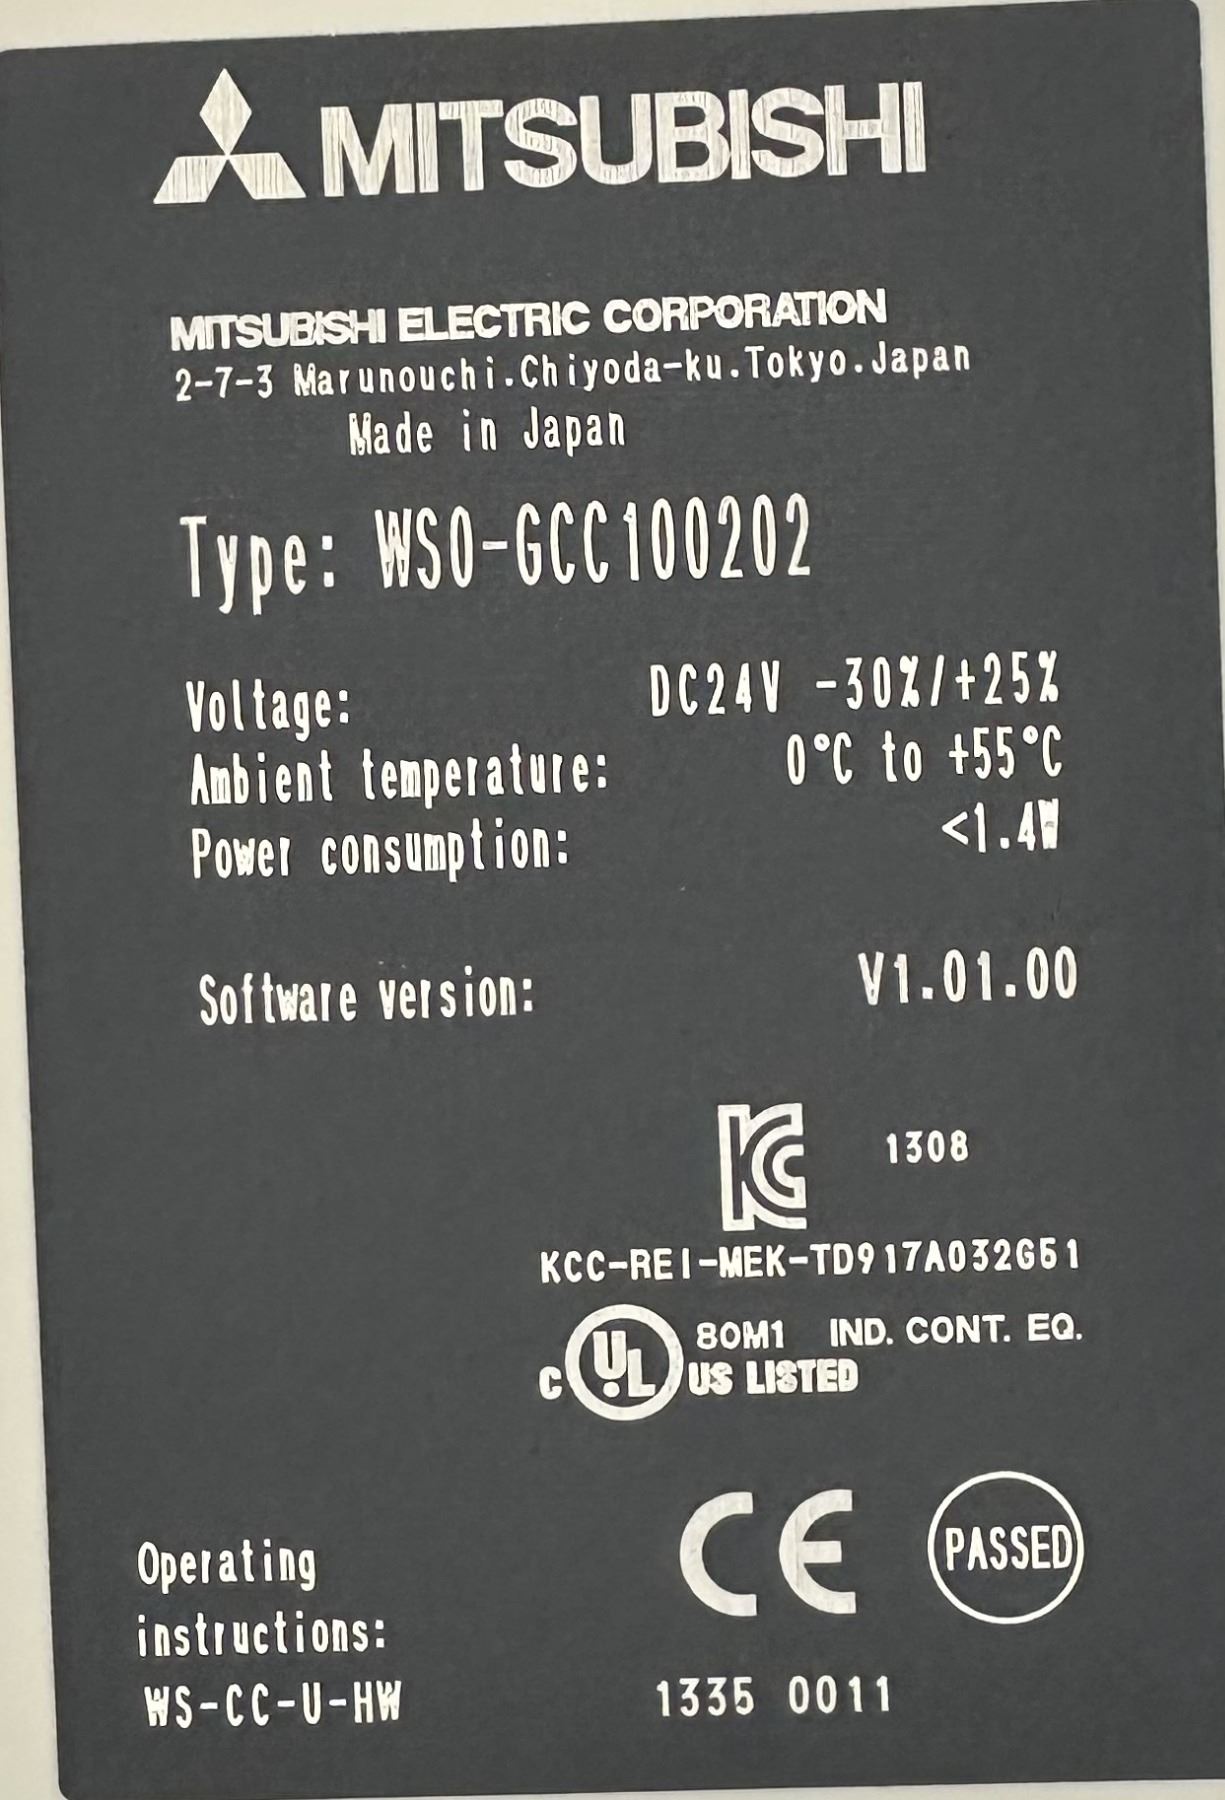 MITSUBISHI
MITSUBISHI ELECTRIC CORPORATION
2-7-3 Marunouchi.Chiyoda-ku.Tokyo.Japan
Made in Japan
Type: WS0-GCC100202
Voltage: DC24V -30%/+25%
Ambient temperature: 0°C to +55°C
Power consumption: <1.4W
Software version: V1.01.00
KC 1308
KCC-REI-MEK-TD917A032G51
C UL US LISTED 80M1 IND. CONT. EQ.
CE PASSED
Operating
instructions:
WS-CC-U-HW 1335 0011